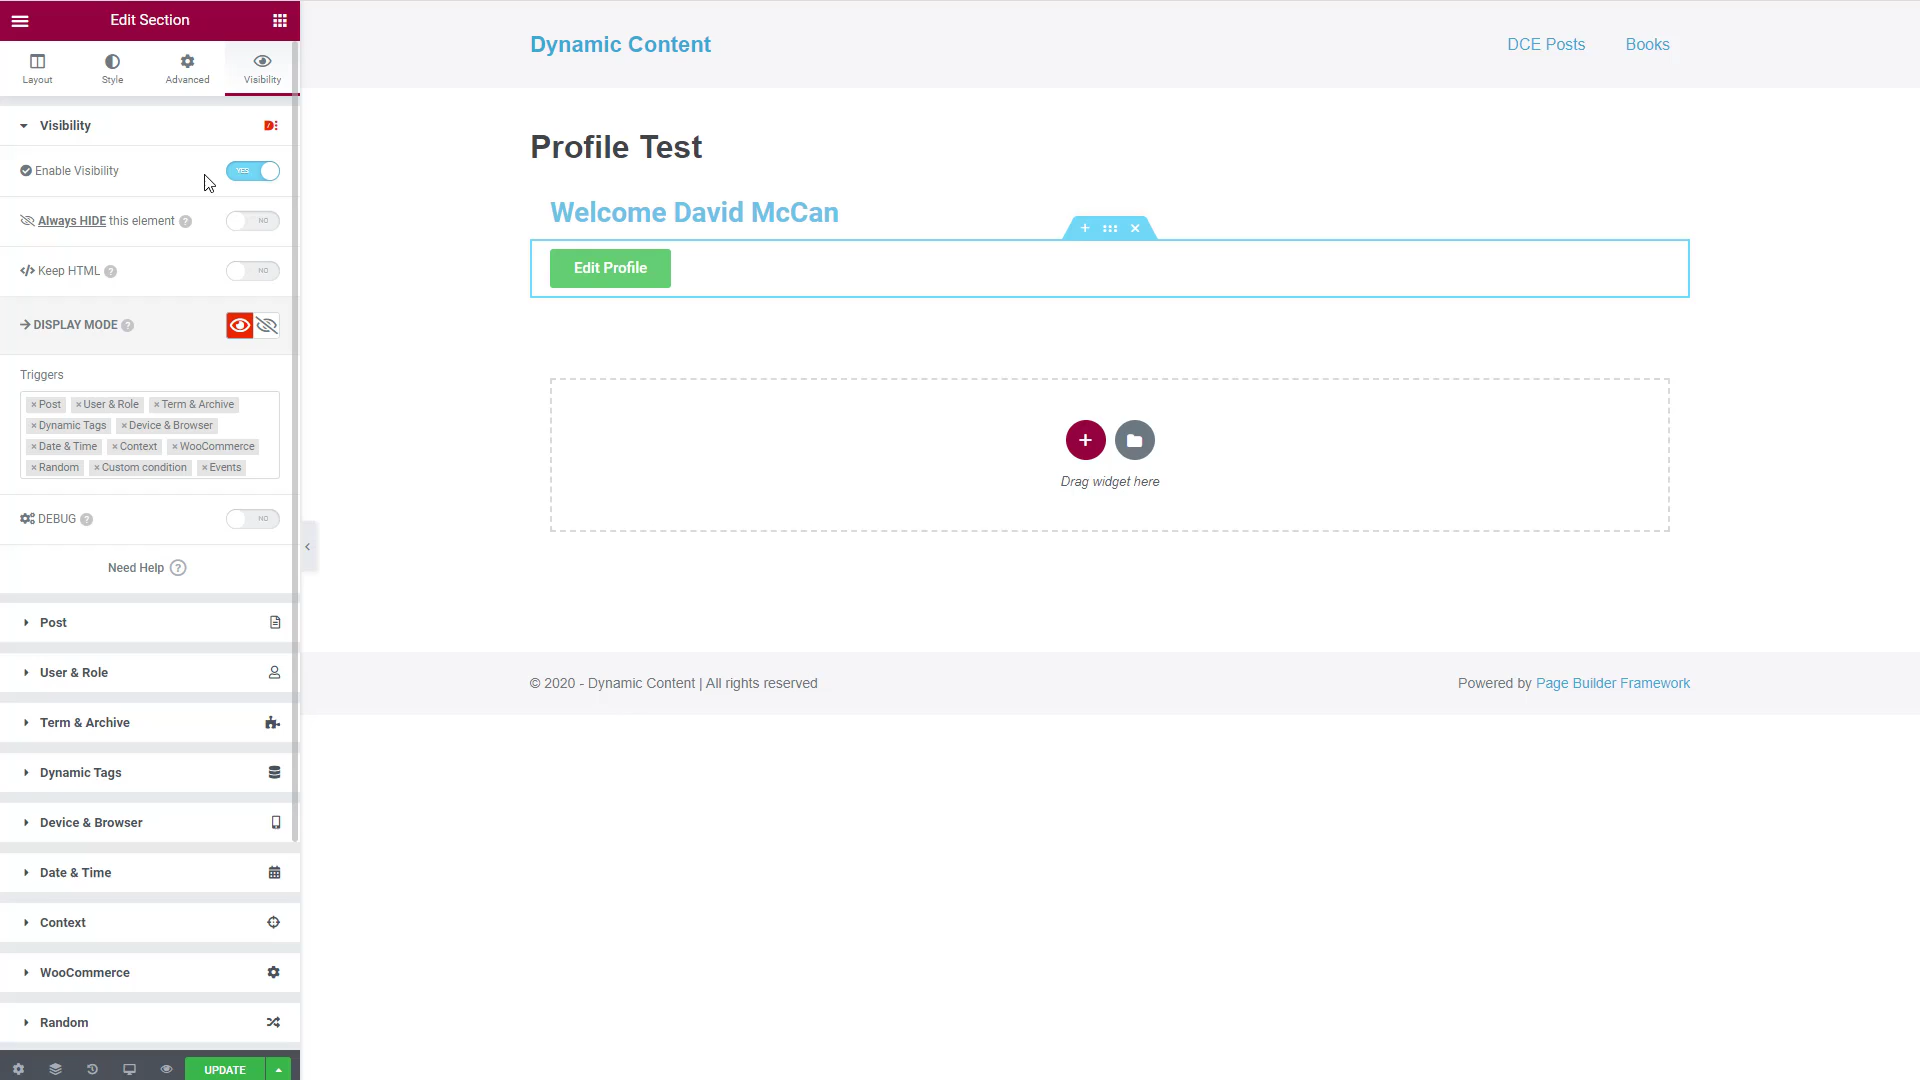 Edit Section
Layout
Style
Advanced
Visibility
Visibility
Enable Visibility
YES
Always HIDE this element
NO
Keep HTML
NO
DISPLAY MODE
Triggers
× Post × User & Role × Term & Archive
× Dynamic Tags × Device & Browser
× Date & Time × Context × WooCommerce
× Random × Custom condition × Events
DEBUG
NO
Need Help
Post
User & Role
Term & Archive
Dynamic Tags
Device & Browser
Date & Time
Context
WooCommerce
Random
UPDATE
Dynamic Content
DCE Posts
Books
Profile Test
Welcome David McCan
Edit Profile
Drag widget here
© 2020 - Dynamic Content | All rights reserved
Powered by Page Builder Framework